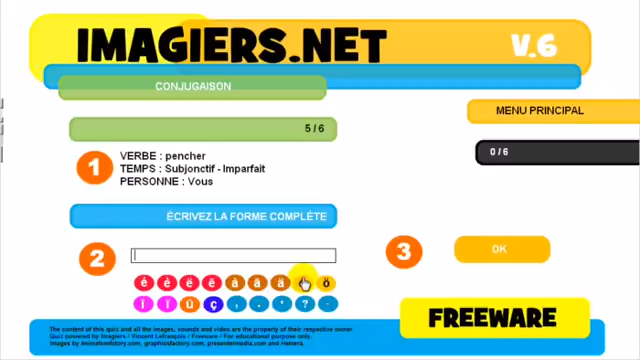 IMAGIERS.NET
V.6
CONJUGAISON
MENU PRINCIPAL
5 / 6
0 / 6
1
VERBE : pencher
TEMPS : Subjonctif - Imparfait
PERSONNE : Vous
ÉCRIVEZ LA FORME COMPLÈTE
2
3
OK
é è ë ê à â ä ö
ï î û ç , . ' ? -
FREEWARE
The content of this quiz and all the images, sounds and video are the property of their respective owner.
Quiz powered by Imagiers / Vincent Lefrançois / Freeware / For educational purpose only.
Images by Animationfactory.com, graphicsfactory.com, presentermedia.com and Hemera.